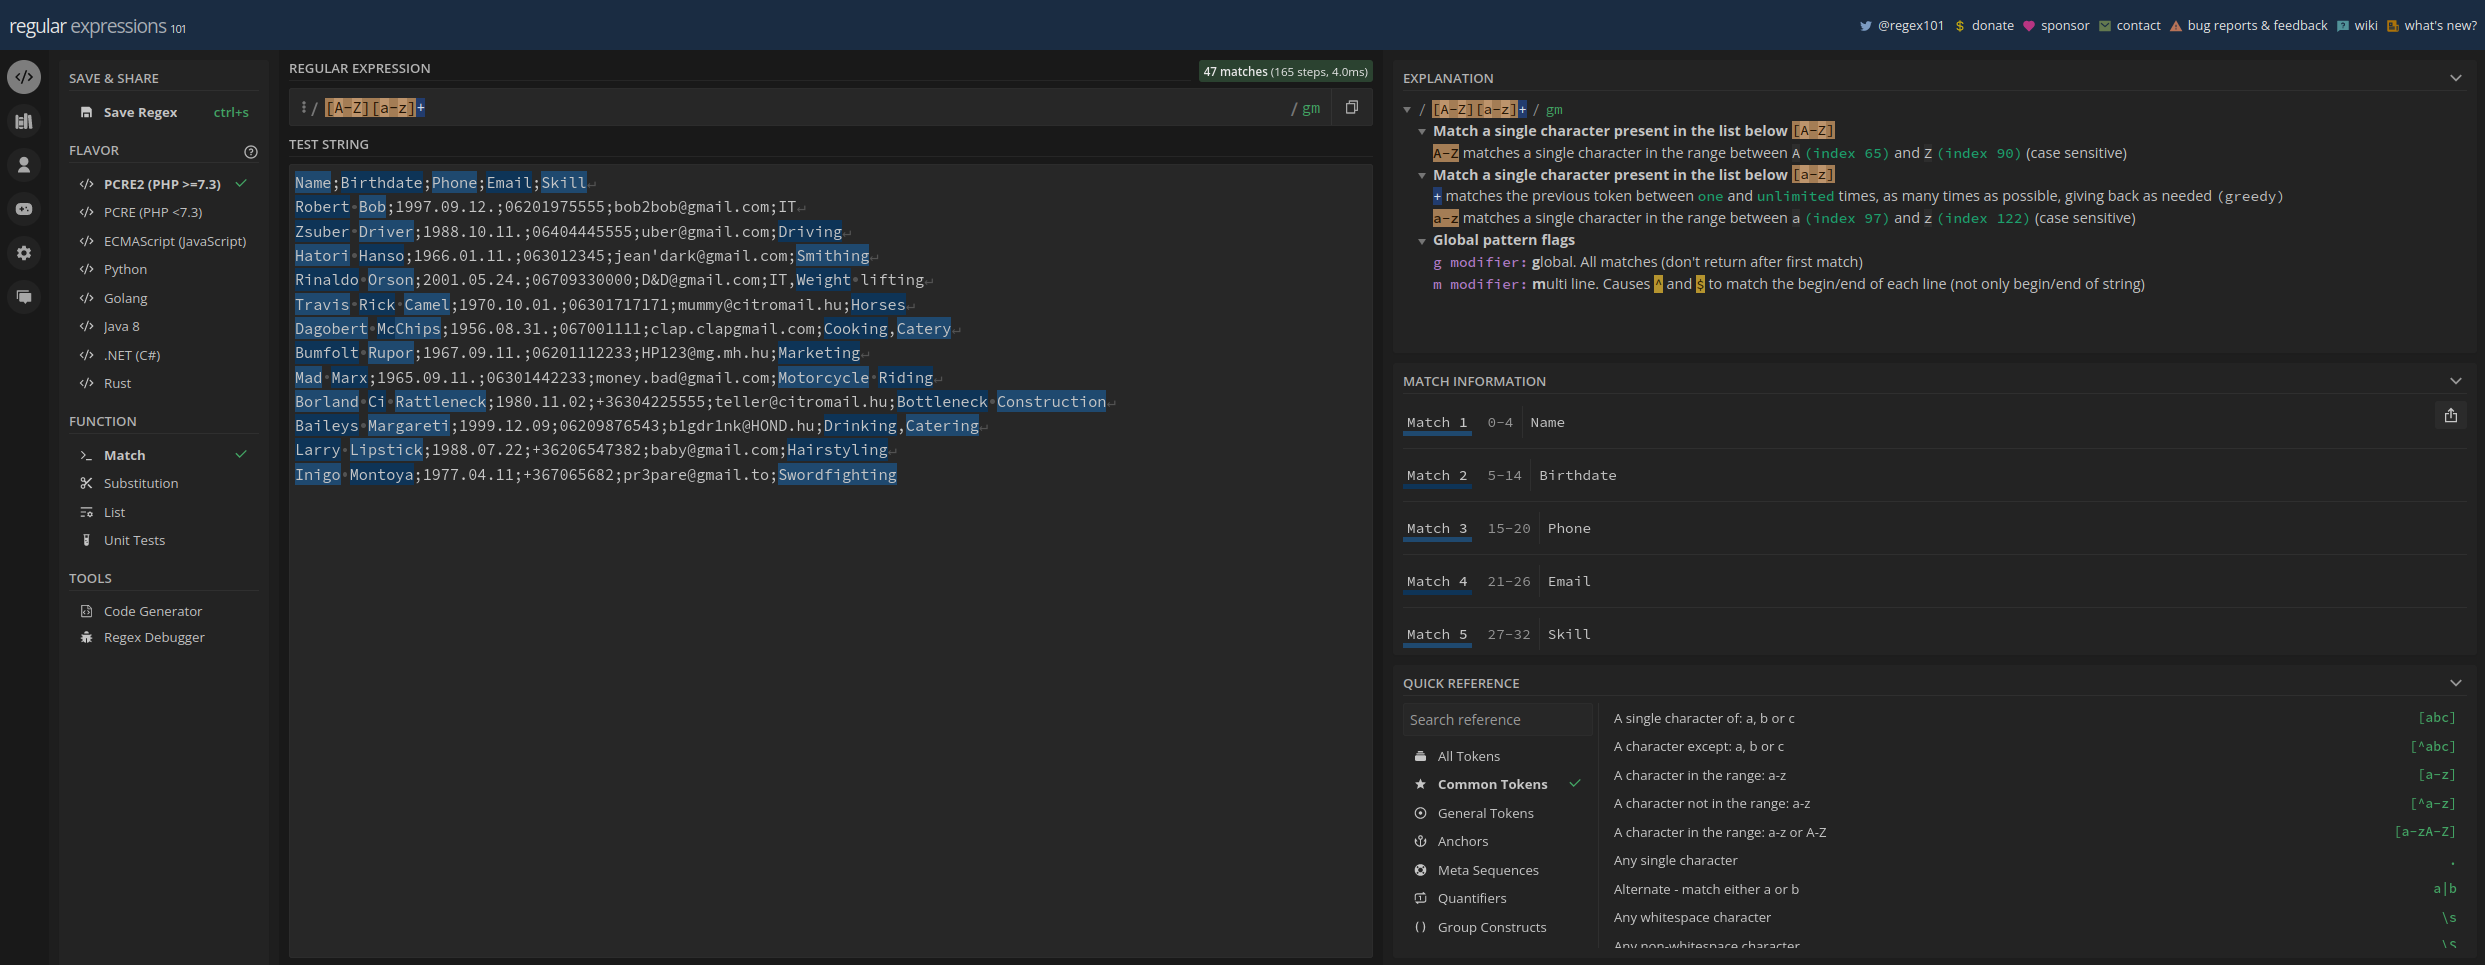 regular expressions 101
@regex101 $ donate sponsor contact bug reports & feedback wiki what's new?
SAVE & SHARE
Save Regex ctrl+s
FLAVOR
PCRE2 (PHP >=7.3)
PCRE (PHP <7.3)
ECMAScript (JavaScript)
Python
Golang
Java 8
.NET (C#)
Rust
FUNCTION
Match
Substitution
List
Unit Tests
TOOLS
Code Generator
Regex Debugger
REGULAR EXPRESSION
47 matches (165 steps, 4.0ms)
/ [A-Z][a-z]+ / gm
TEST STRING
Name;Birthdate;Phone;Email;Skill
Robert Bob;1997.09.12.;06201975555;bob2bob@gmail.com;IT
Zsuber Driver;1988.10.11.;06404445555;uber@gmail.com;Driving
Hatori Hanso;1966.01.11.;063012345;jean'dark@gmail.com;Smithing
Rinaldo Orson;2001.05.24.;06709330000;D&D@gmail.com;IT,Weight lifting
Travis Rick Camel;1970.10.01.;06301717171;mummy@citromail.hu;Horses
Dagobert McChips;1956.08.31.;067001111;clap.clapgmail.com;Cooking,Catery
Bumfolt Rupor;1967.09.11.;06201112233;HP123@mg.mh.hu;Marketing
Mad Marx;1965.09.11.;06301442233;money.bad@gmail.com;Motorcycle Riding
Borland Ci Rattleneck;1980.11.02;+36304225555;teller@citromail.hu;Bottleneck Construction
Baileys Margareti;1999.12.09;06209876543;b1gdr1nk@HOND.hu;Drinking,Catering
Larry Lipstick;1988.07.22;+36206547382;baby@gmail.com;Hairstyling
Inigo Montoya;1977.04.11;+367065682;pr3pare@gmail.to;Swordfighting
EXPLANATION
/ [A-Z][a-z]+ / gm
Match a single character present in the list below [A-Z]
A-Z matches a single character in the range between A (index 65) and Z (index 90) (case sensitive)
Match a single character present in the list below [a-z]
+ matches the previous token between one and unlimited times, as many times as possible, giving back as needed (greedy)
a-z matches a single character in the range between a (index 97) and z (index 122) (case sensitive)
Global pattern flags
g modifier: global. All matches (don't return after first match)
m modifier: multi line. Causes ^ and $ to match the begin/end of each line (not only begin/end of string)
MATCH INFORMATION
Match 1 0-4 Name
Match 2 5-14 Birthdate
Match 3 15-20 Phone
Match 4 21-26 Email
Match 5 27-32 Skill
QUICK REFERENCE
Search reference
All Tokens
Common Tokens
General Tokens
Anchors
Meta Sequences
Quantifiers
Group Constructs
A single character of: a, b or c [abc]
A character except: a, b or c [^abc]
A character in the range: a-z [a-z]
A character not in the range: a-z [^a-z]
A character in the range: a-z or A-Z [a-zA-Z]
Any single character .
Alternate - match either a or b a|b
Any whitespace character \s
Any non-whitespace character \S